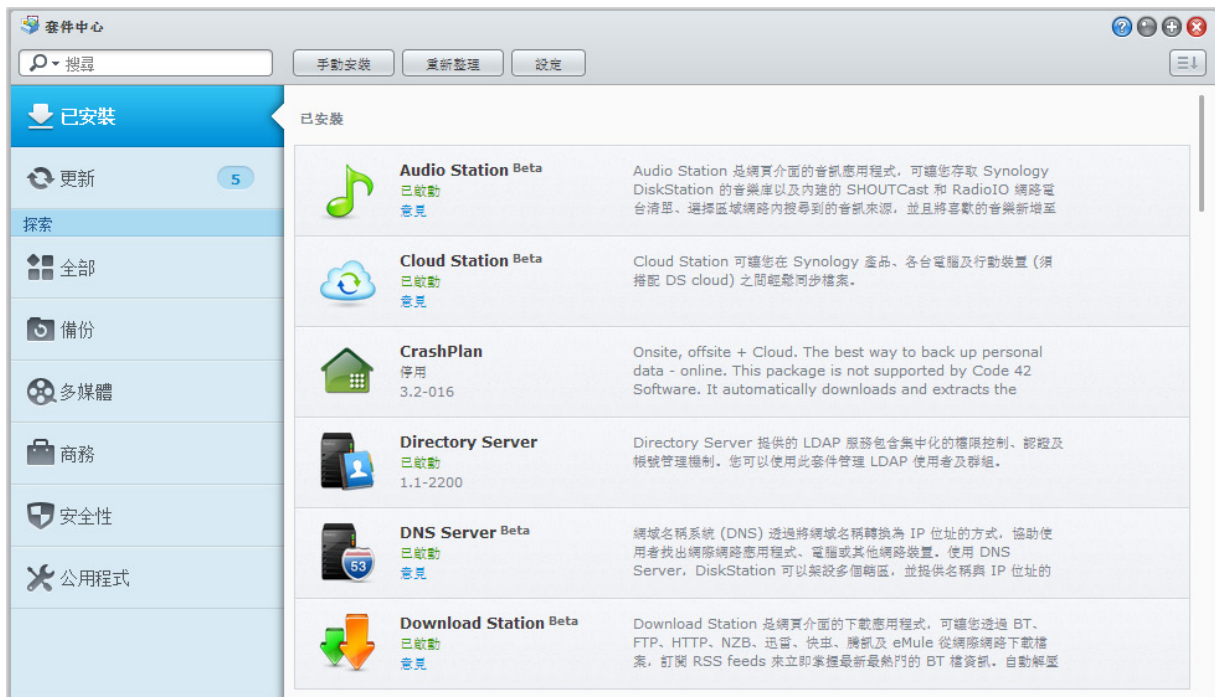 套件中心
搜尋
手動安裝
重新整理
設定
已安裝
更新
5
探索
全部
備份
多媒體
商務
安全性
公用程式
已安裝
Audio Station Beta
已啟動
意見
Audio Station 是網頁介面的音訊應用程式，可讓您存取 Synology
DiskStation 的音樂庫以及內建的 SHOUTCast 和 RadioIO 網路電
台清單、選擇區域網路內搜尋到的音訊來源，並且將喜歡的音樂新增至
Cloud Station Beta
已啟動
意見
Cloud Station 可讓您在 Synology 產品、各台電腦及行動裝置 (須
搭配 DS cloud) 之間輕鬆同步檔案。
CrashPlan
停用
3.2-016
Onsite, offsite + Cloud. The best way to back up personal
data - online. This package is not supported by Code 42
Software. It automatically downloads and extracts the
Directory Server
已啟動
1.1-2200
Directory Server 提供的 LDAP 服務包含集中化的權限控制、認證及
帳號管理機制。您可以使用此套件管理 LDAP 使用者及群組。
DNS Server Beta
已啟動
意見
53
網域名稱系統 (DNS) 透過將網域名稱轉換為 IP 位址的方式，協助使
用者找出網際網路應用程式、電腦或其他網路裝置。使用 DNS
Server，DiskStation 可以架設多個轄區，並提供名稱與 IP 位址的
Download Station Beta
已啟動
意見
Download Station 是網頁介面的下載應用程式，可讓您透過 BT、
FTP、HTTP、NZB、迅雷、快車、騰訊及 eMule 從網際網路下載檔
案，訂閱 RSS feeds 來立即掌握最新最熱門的 BT 檔資訊。自動解壓